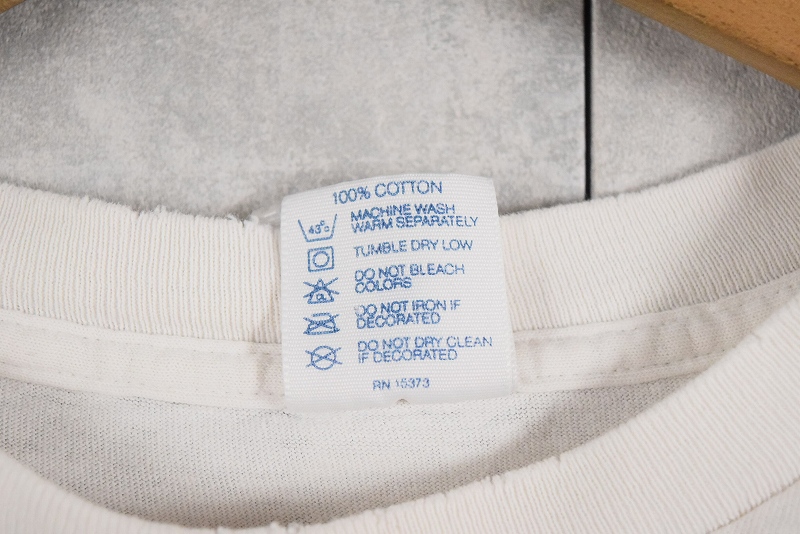 100% COTTON
43°C
MACHINE WASH
WARM SEPARATELY
TUMBLE DRY LOW
DO NOT BLEACH
COLORS
DO NOT IRON IF
DECORATED
DO NOT DRY CLEAN
IF DECORATED
RN 15373